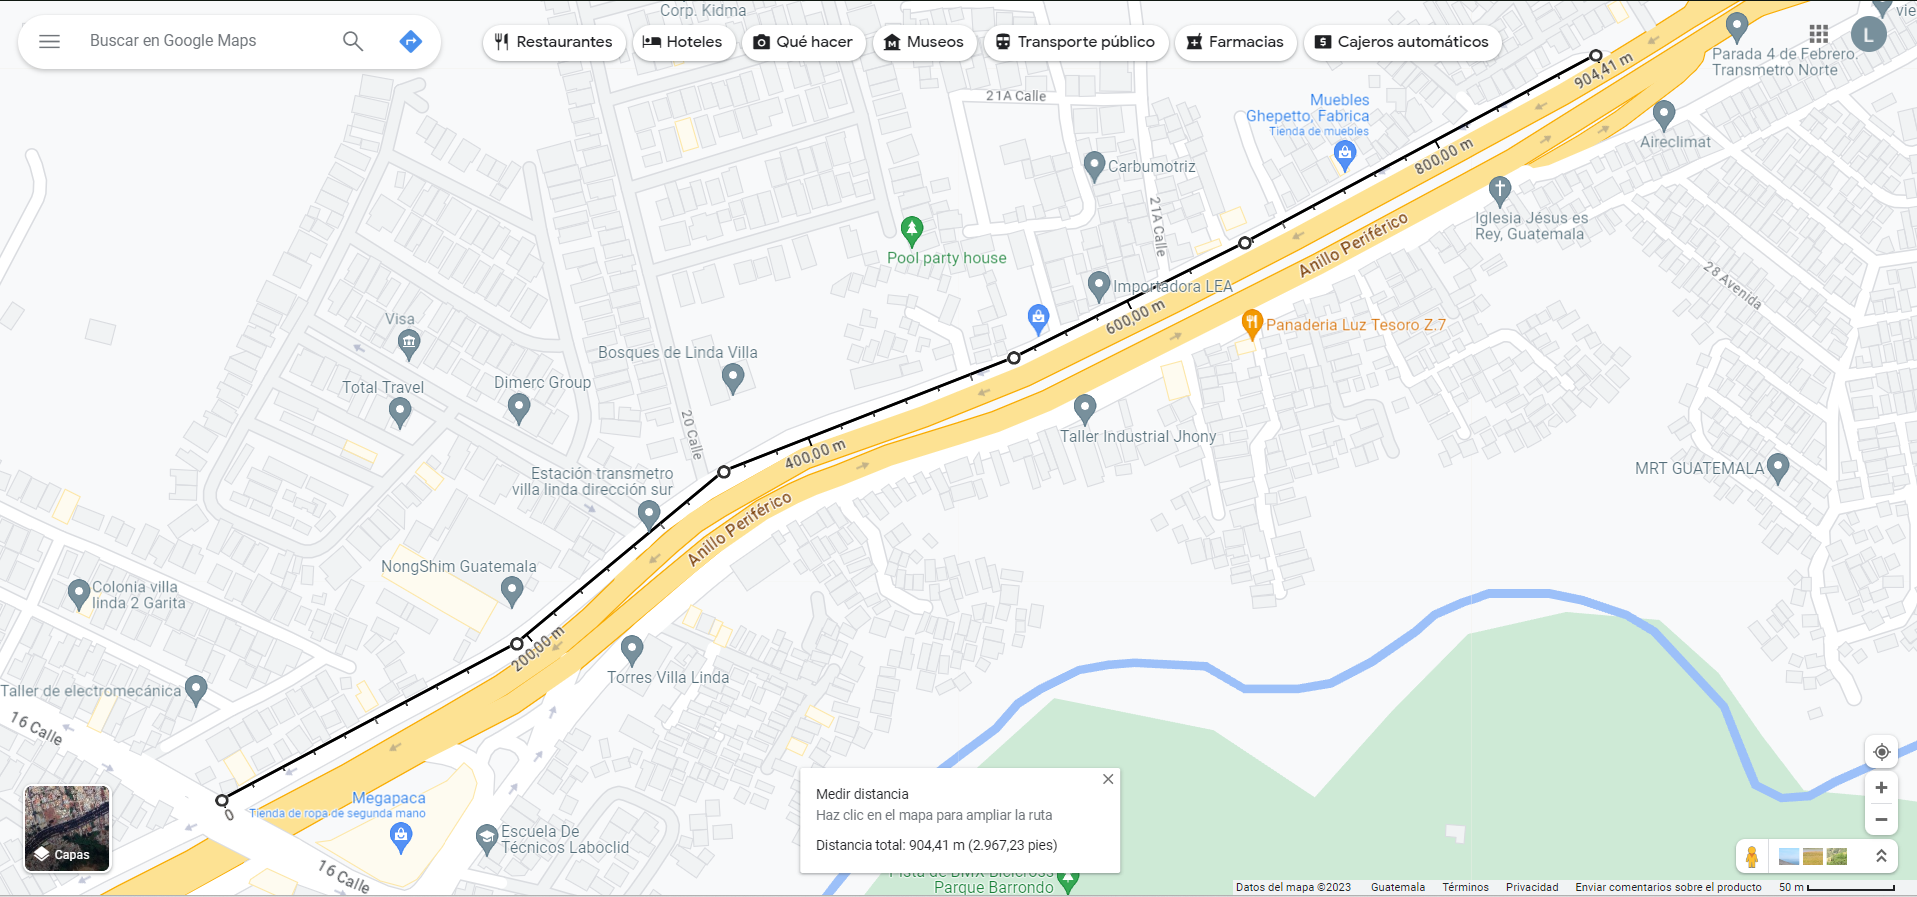 Corp. Kidma
Buscar en Google Maps
Restaurantes
Hoteles
Qué hacer
Museos
Transporte público
Farmacias
Cajeros automáticos
L
904,41 m
Parada 4 de Febrero.
Transmetro Norte
21A Calle
Muebles
Ghepetto, Fabrica
Tienda de muebles
Aireclimat
800,00 m
Carbumotriz
21A Calle
Iglesia Jésus es
Rey, Guatemala
Anillo Periférico
Pool party house
28 Avenida
Importadora LEA
600,00 m
Visa
Panaderia Luz Tesoro Z.7
Bosques de Linda Villa
Total Travel
Dimerc Group
20 Calle
Taller Industrial Jhony
400,00 m
MRT GUATEMALA
Estación transmetro
villa linda dirección sur
Anillo Periférico
NongShim Guatemala
Colonia villa
linda 2 Garita
200,00 m
Torres Villa Linda
Taller de electromecánica
16 Calle
0
Megapaca
Tienda de ropa de segunda mano
Escuela De
Técnicos Laboclid
16 Calle
Capas
Medir distancia
Haz clic en el mapa para ampliar la ruta
Distancia total: 904,41 m (2.967,23 pies)
Pista de BMX Bicicross
Parque Barrondo
Datos del mapa ©2023
Guatemala
Términos
Privacidad
Enviar comentarios sobre el producto
50 m